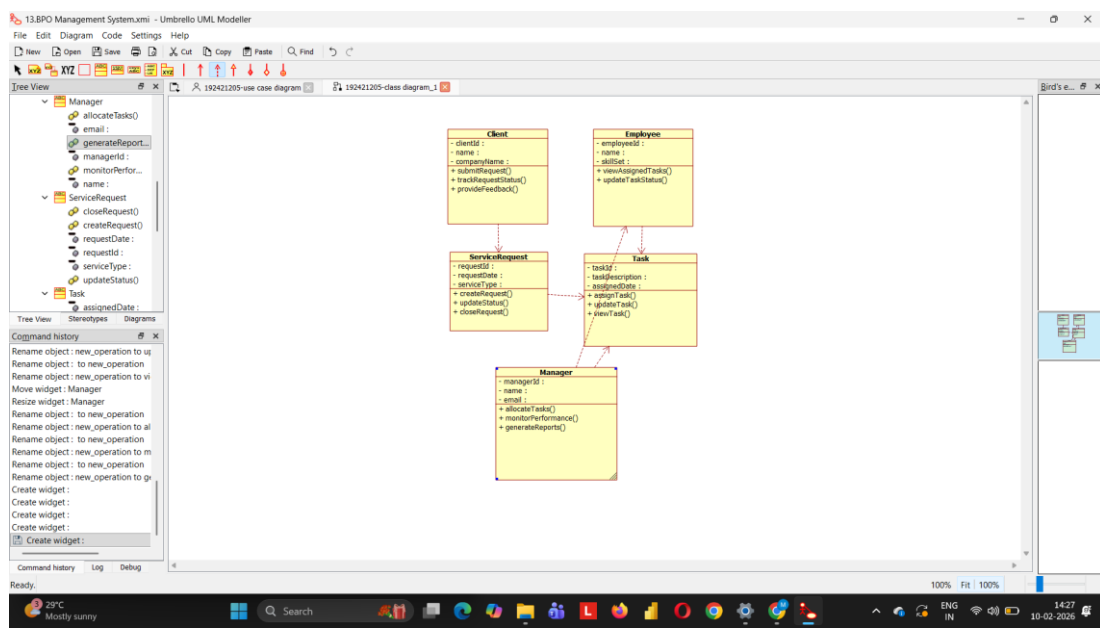 13.BPO Management System.xmi - Umbrello UML Modeller
File Edit Diagram Code Settings Help
New Open Save Cut Copy Paste Find
XYZ
Tree View
192421205-use case diagram
192421205-class diagram_1
Bird's e...
Manager
allocateTasks()
email :
generateReport...
managerId :
monitorPerfor...
name :
ServiceRequest
closeRequest()
createRequest()
requestDate :
requestId :
serviceType :
updateStatus()
Task
assignedDate :
Tree View Stereotypes Diagrams
Command history
Rename object : new_operation to up
Rename object : to new_operation
Rename object : new_operation to vi
Move widget : Manager
Resize widget : Manager
Rename object : to new_operation
Rename object : new_operation to al
Rename object : to new_operation
Rename object : new_operation to m
Rename object : to new_operation
Rename object : new_operation to ge
Create widget :
Create widget :
Create widget :
Create widget :
Create widget :
Command history Log Debug
Client
- clientId :
- name :
- companyName :
+ submitRequest()
+ trackRequestStatus()
+ provideFeedback()
Employee
- employeeId :
- name :
- skillSet :
+ viewAssignedTasks()
+ updateTaskStatus()
ServiceRequest
- requestId :
- requestDate :
- serviceType :
+ createRequest()
+ updateStatus()
+ closeRequest()
Task
- taskId :
- taskDescription :
- assignedDate :
+ assignTask()
+ updateTask()
+ viewTask()
Manager
- managerId :
- name :
- email :
+ allocateTasks()
+ monitorPerformance()
+ generateReports()
Ready.
100% Fit 100%
3
29°C
Mostly sunny
Search
ENG
IN
14:27
10-02-2026